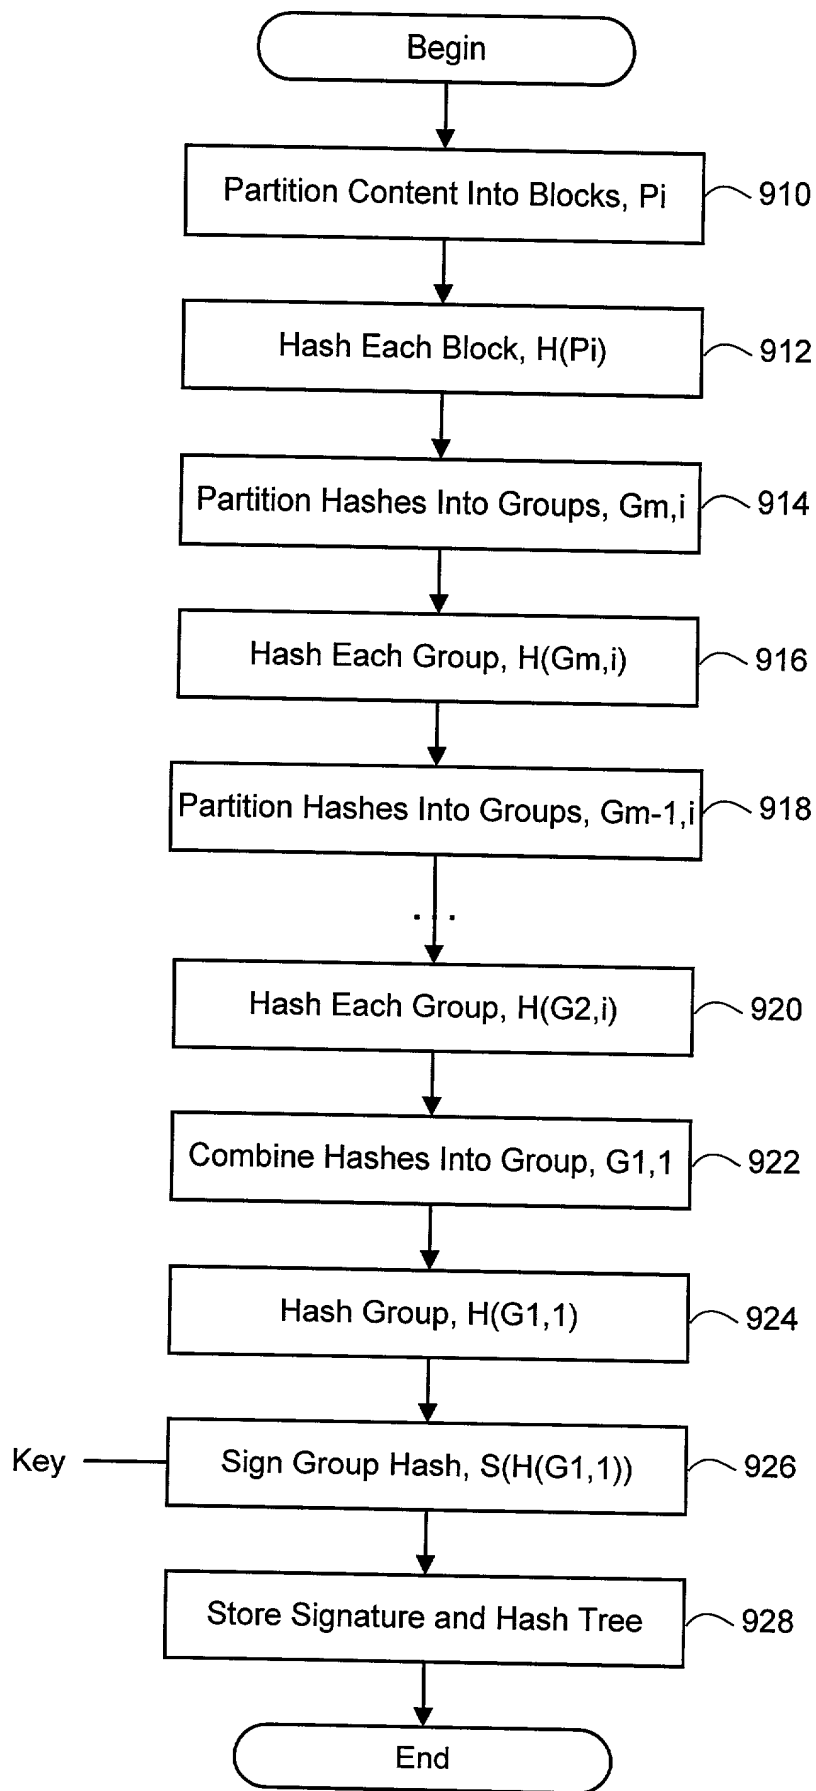 Begin
Partition Content Into Blocks, Pi
910
Hash Each Block, H(Pi)
912
Partition Hashes Into Groups, Gm,i
914
Hash Each Group, H(Gm,i)
916
Partition Hashes Into Groups, Gm-1,i
918
...
Hash Each Group, H(G2,i)
920
Combine Hashes Into Group, G1,1
922
Hash Group, H(G1,1)
924
Key
Sign Group Hash, S(H(G1,1))
926
Store Signature and Hash Tree
928
End